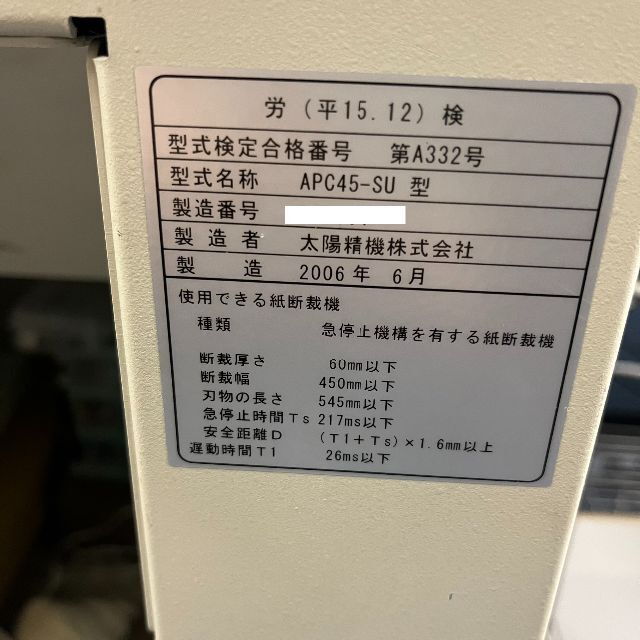 労（平15.12）検
型式検定合格番号 第A332号
型式名称 APC45-SU 型
製造番号
製造者 太陽精機株式会社
製造 2006年 6月
使用できる紙断裁機
種類 急停止機構を有する紙断裁機
断裁厚さ 60mm以下
断裁幅 450mm以下
刃物の長さ 545mm以下
急停止時間Ts 217ms以下
安全距離D (T1+Ts)×1.6mm以上
遅動時間T1 26ms以下